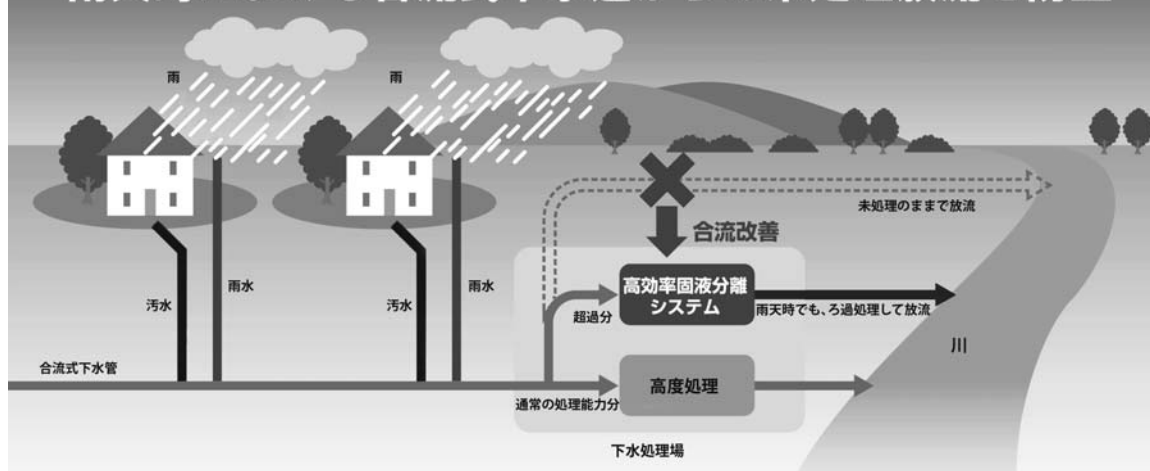 雨
雨
未処理のままで放流
合流改善
高効率固液分離
システム
汚水
雨水
汚水
雨水
超過分
雨天時でも、ろ過処理して放流
川
合流式下水管
高度処理
通常の処理能力分
下水処理場